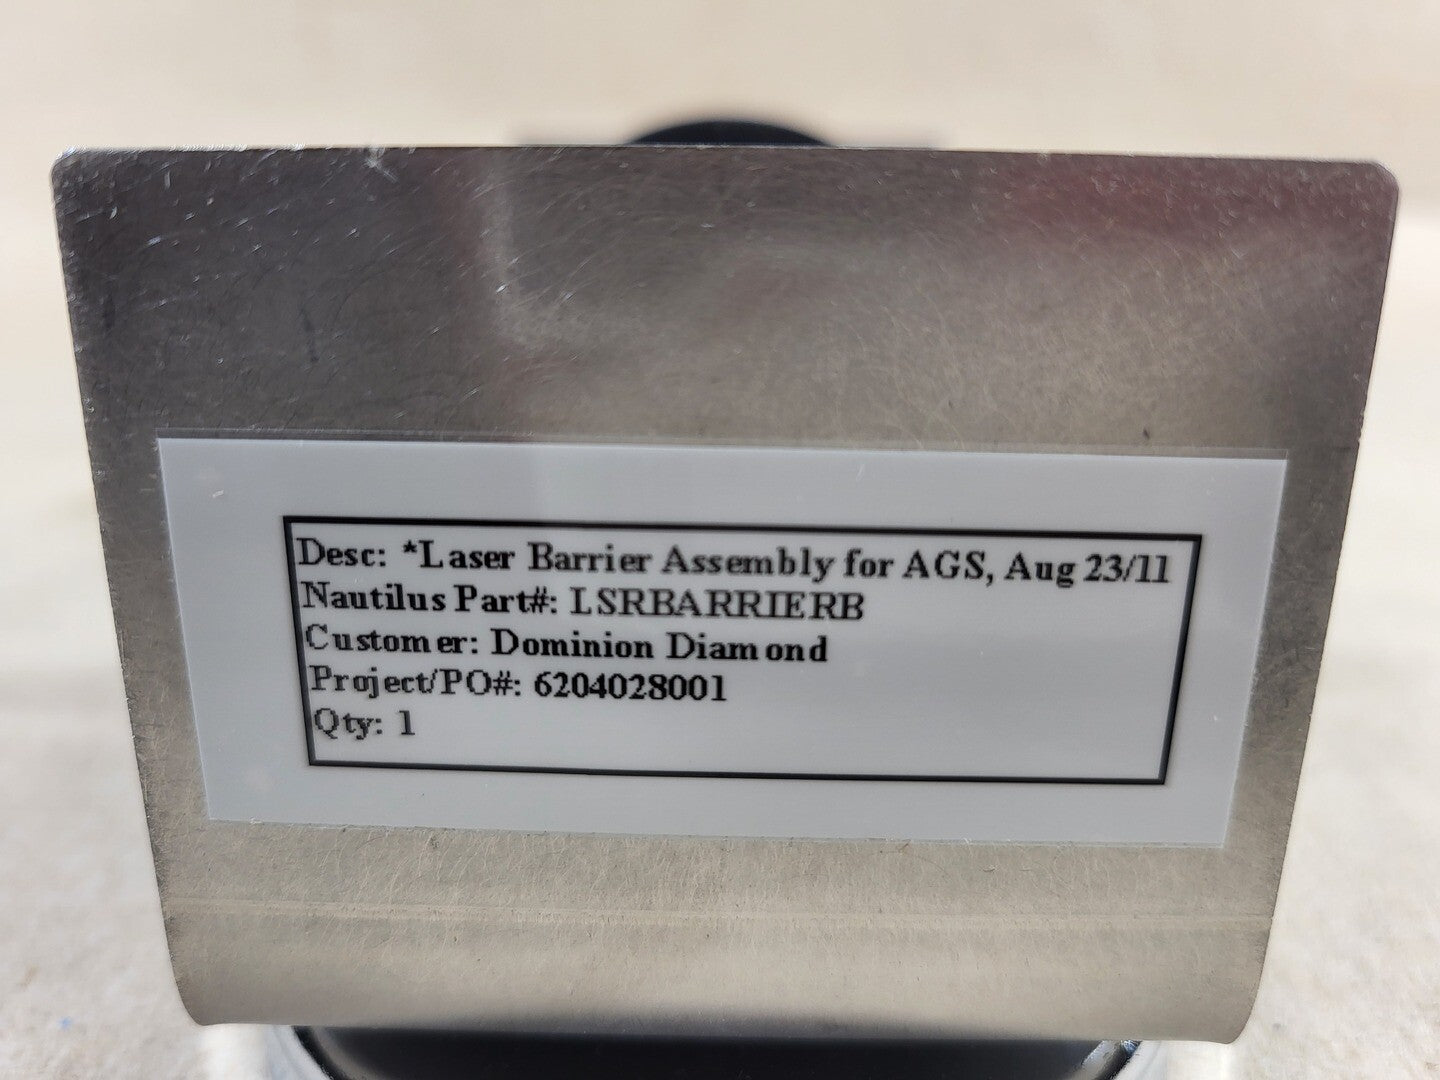 Desc: *Laser Barrier Assembly for AGS, Aug 23/11
Nautilus Part#: LSRBARRIERB
Customer: Dominion Diamond
Project/PO#: 6204028001
Qty: 1